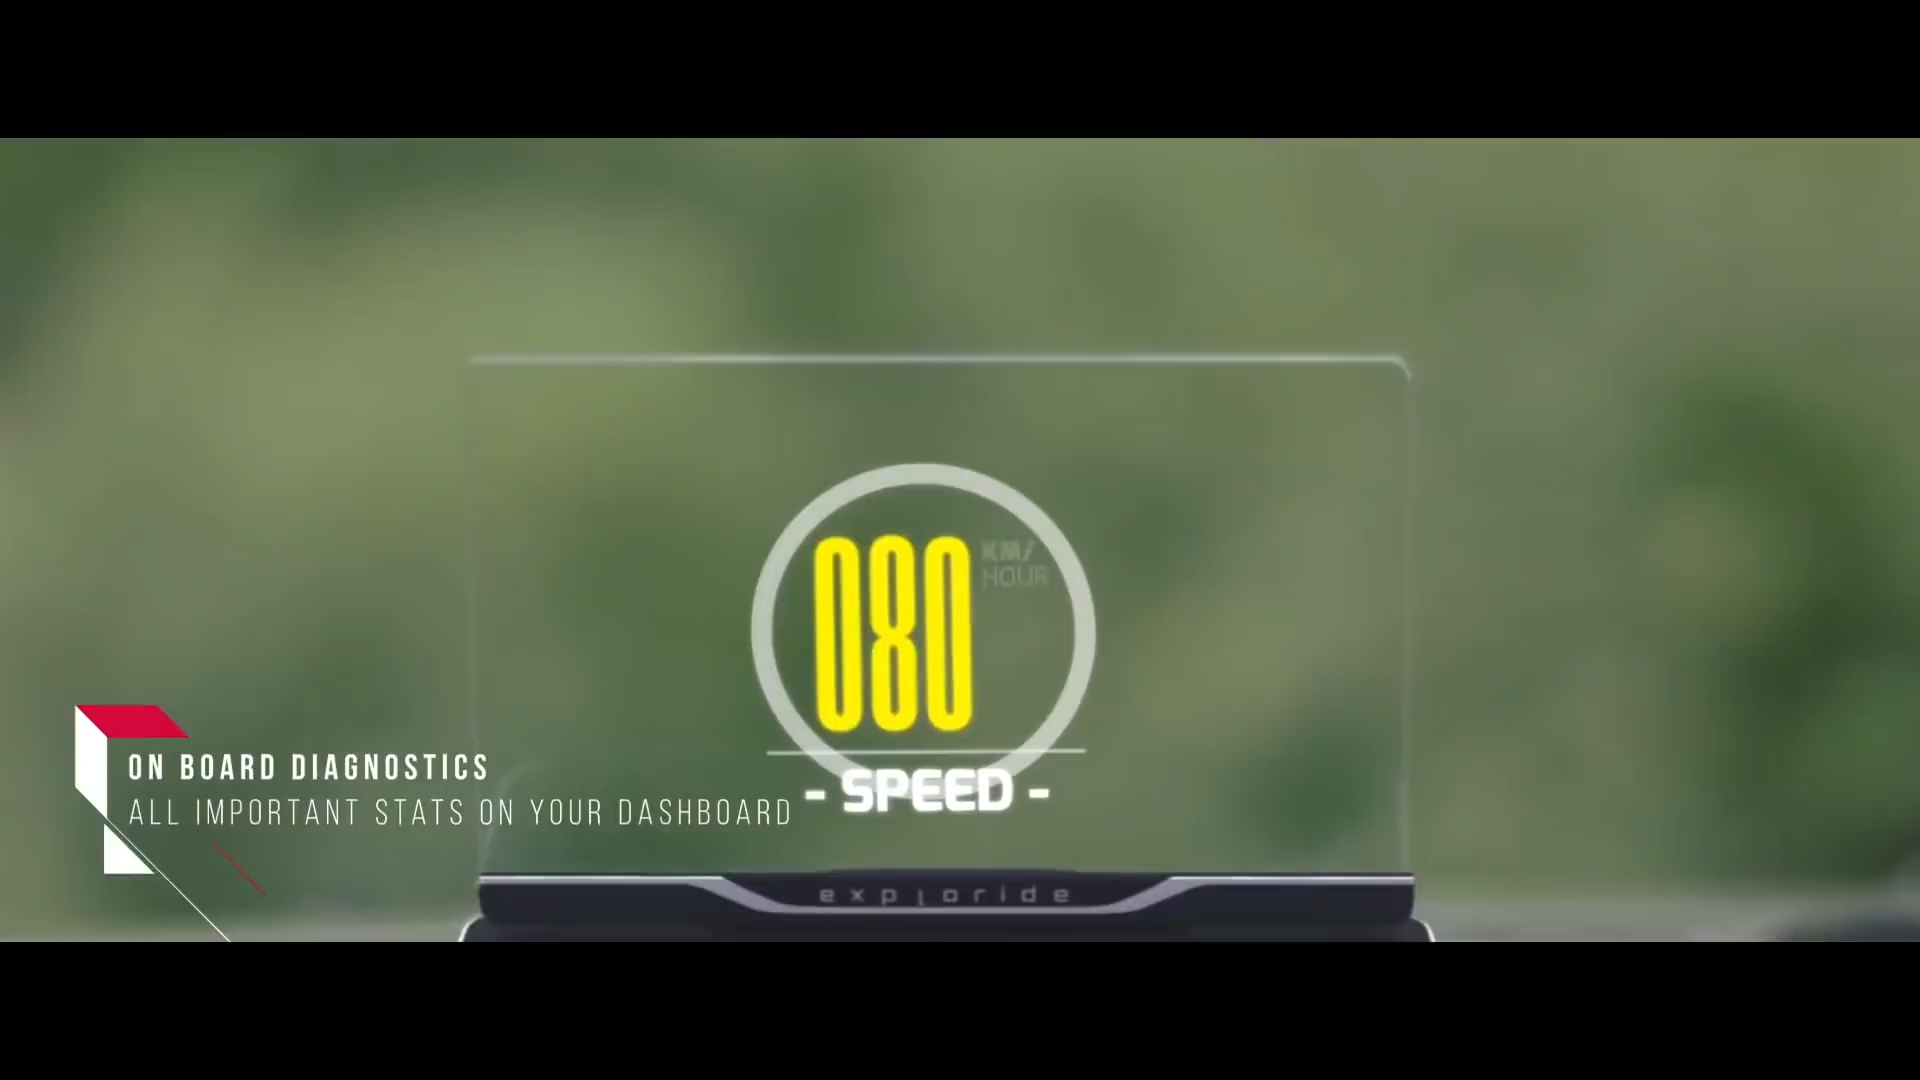 080
KM/
HOUR
- SPEED -
ON BOARD DIAGNOSTICS
ALL IMPORTANT STATS ON YOUR DASHBOARD
exploride